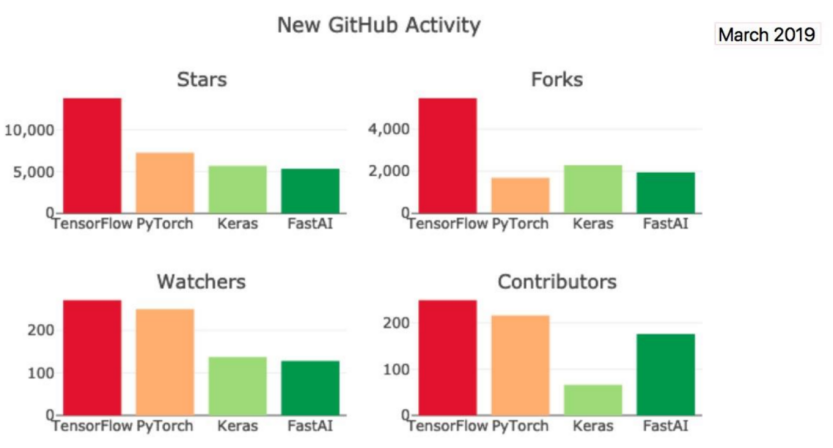 New GitHub Activity
March 2019
Stars
10,000
5,000
0
TensorFlow PyTorch Keras FastAI
Forks
4,000
2,000
0
TensorFlow PyTorch Keras FastAI
Watchers
200
100
0
TensorFlow PyTorch Keras FastAI
Contributors
200
100
0
TensorFlow PyTorch Keras FastAI